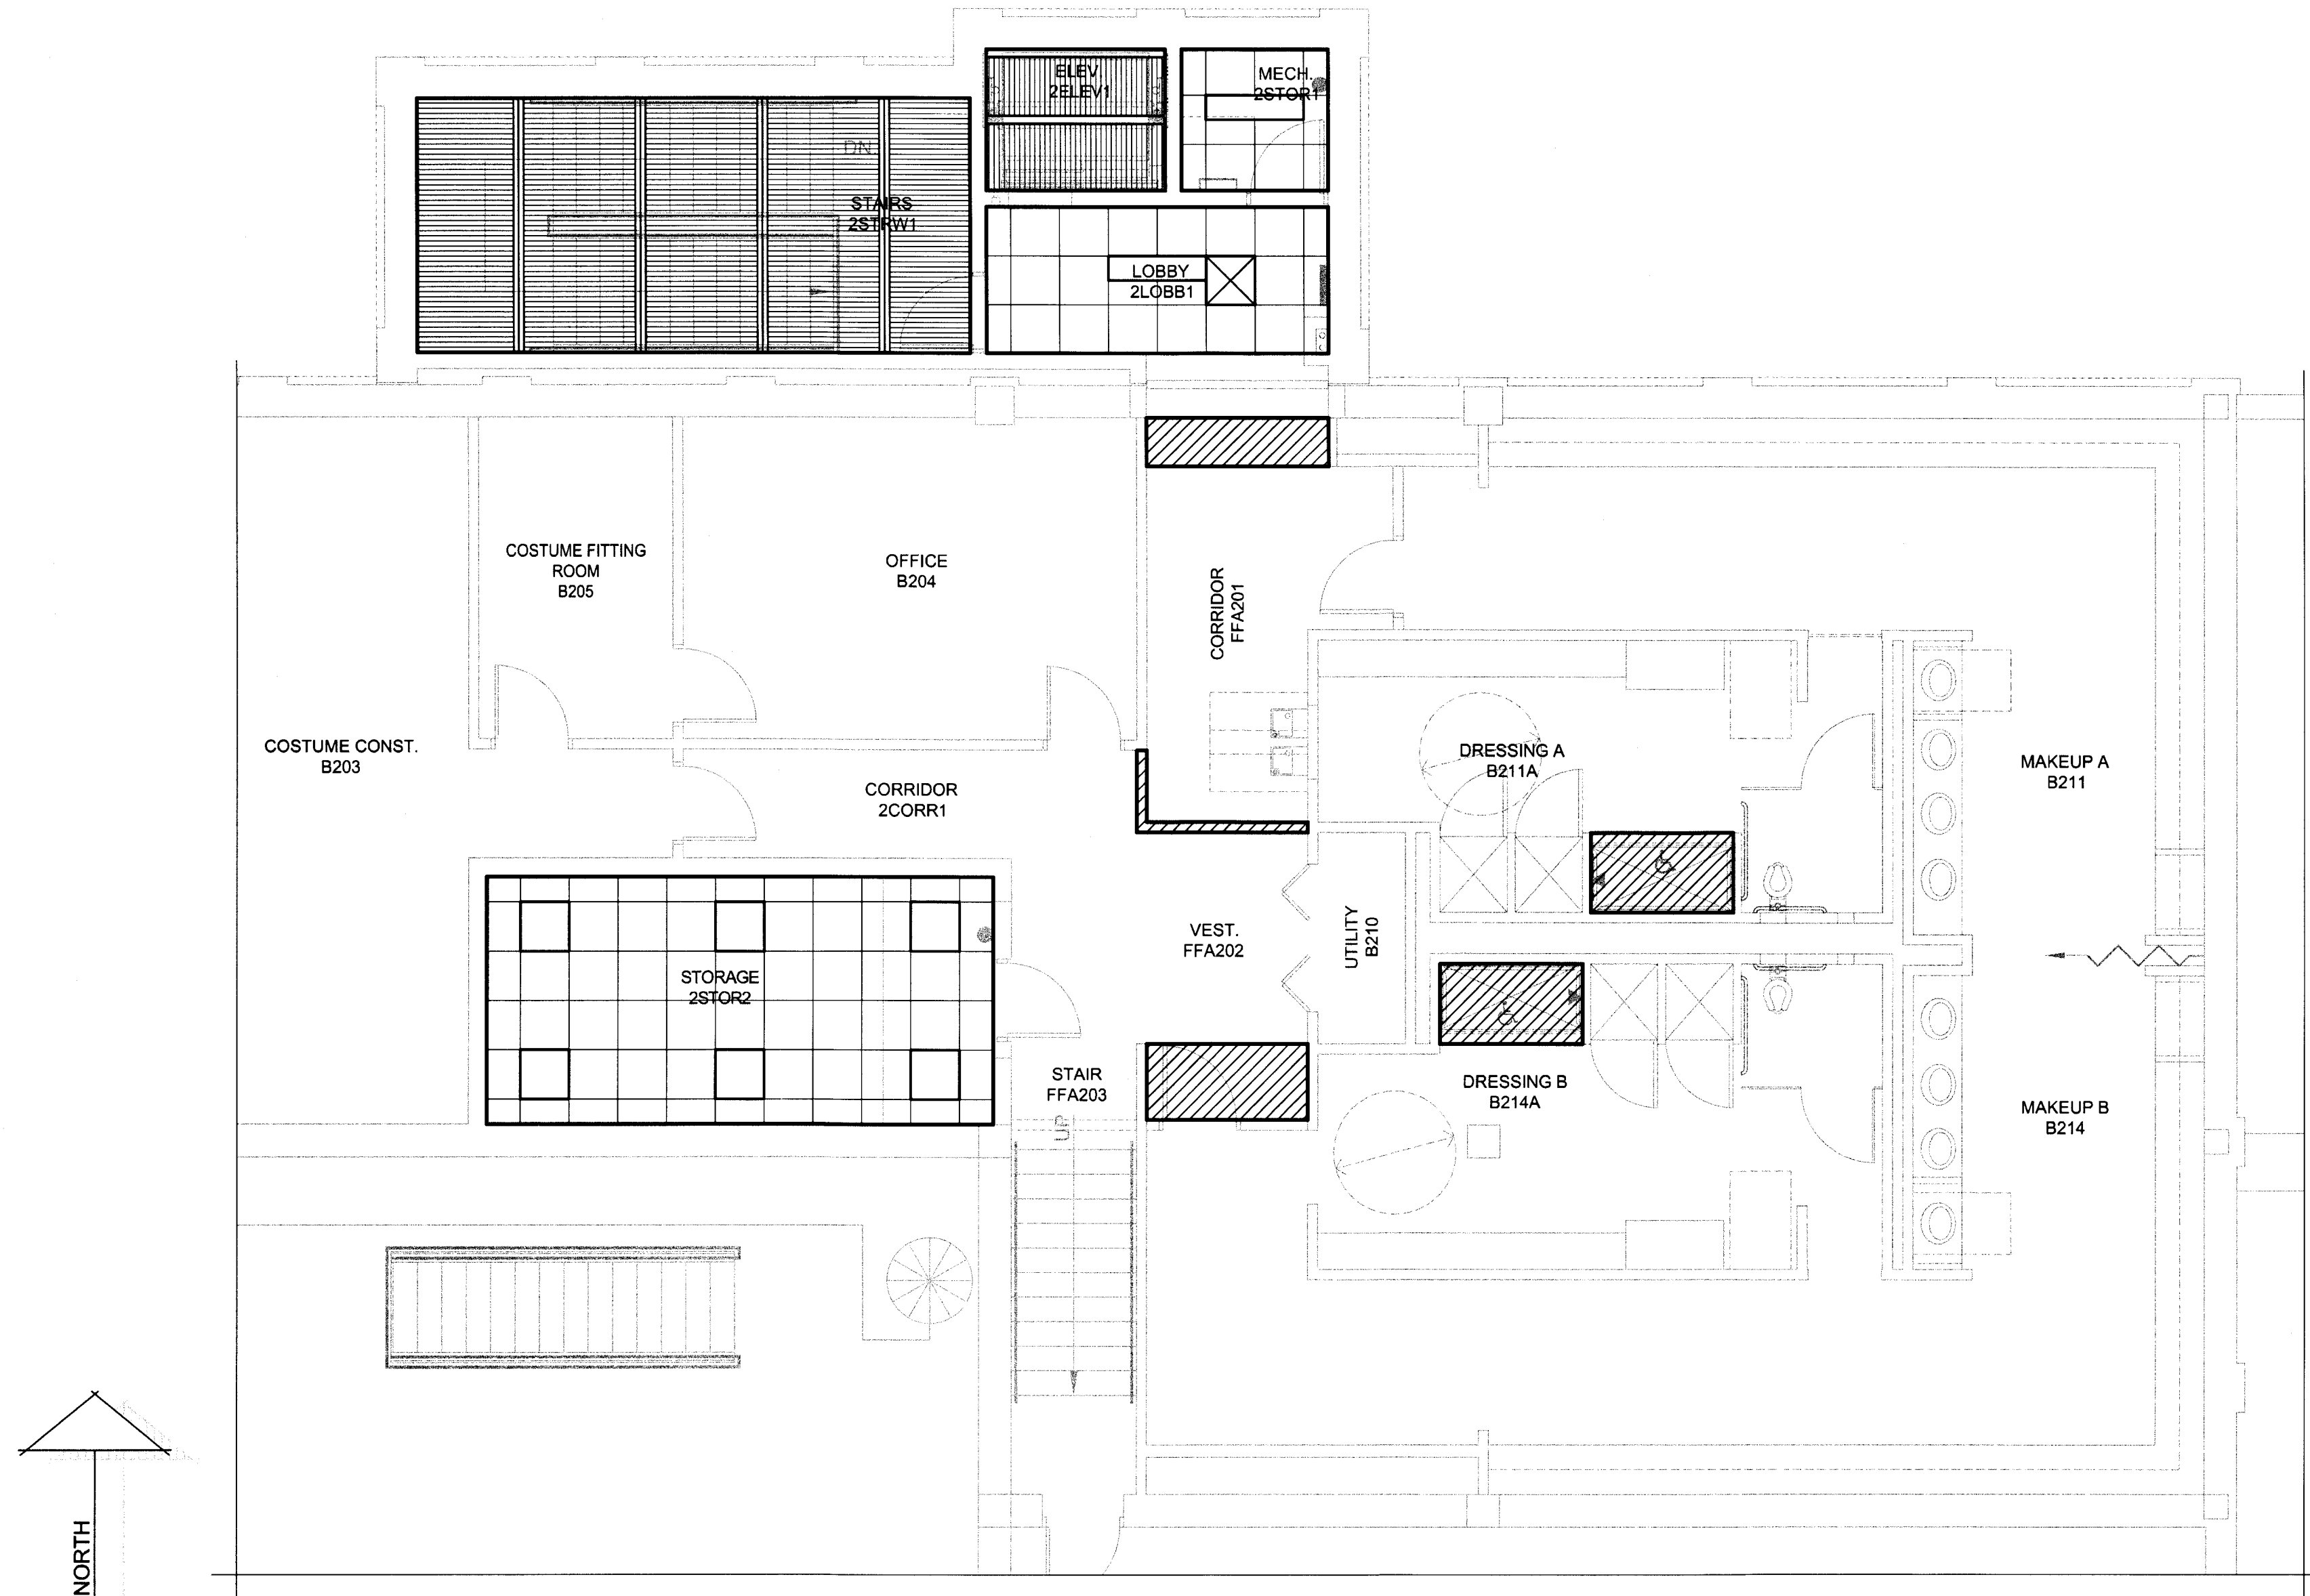 ELEV.
2ELEV1
MECH.
2STOR1
DN
STAIRS
2STRW1
LOBBY
2LOBB1
COSTUME FITTING
ROOM
B205
OFFICE
B204
CORRIDOR
FFA201
COSTUME CONST.
B203
CORRIDOR
2CORR1
DRESSING A
B211A
MAKEUP A
B211
VEST.
FFA202
UTILITY
B210
STORAGE
2STOR2
STAIR
FFA203
UP
DRESSING B
B214A
MAKEUP B
B214
NORTH